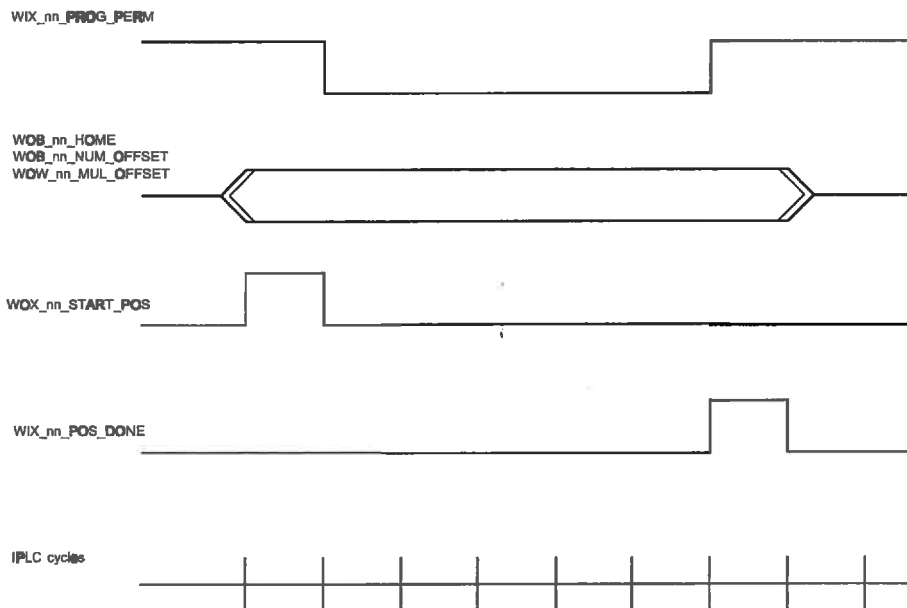 WIX_nn_PROG_PERM
WOB_nn_HOME
WOB_nn_NUM_OFFSET
WOW_nn_MUL_OFFSET
WOX_nn_START_POS
WIX_nn_POS_DONE
IPLC cycles